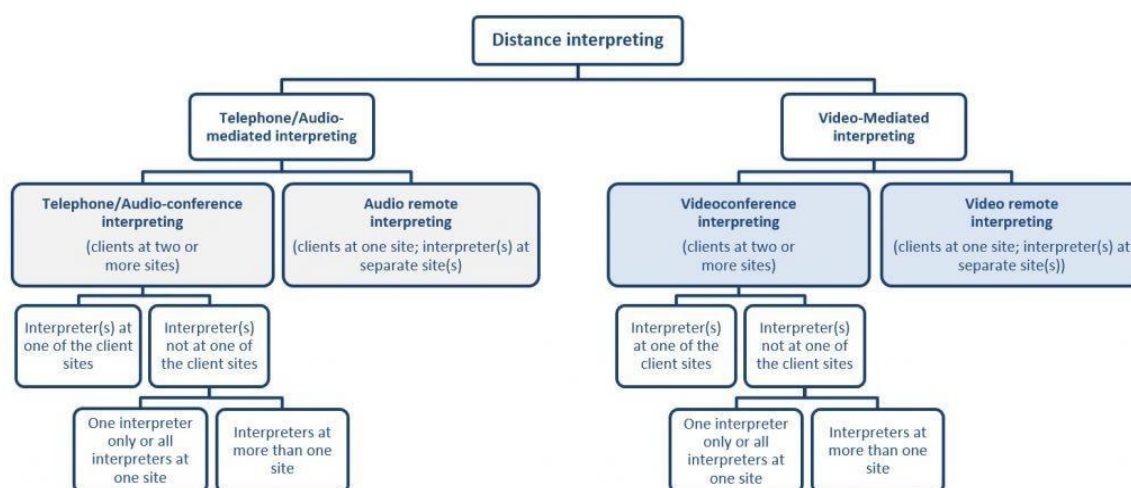 Distance interpreting
Telephone/Audio-
mediated interpreting
Video-Mediated
interpreting
Telephone/Audio-conference
interpreting
(clients at two or
more sites)
Audio remote
interpreting
(clients at one site; interpreter(s) at
separate site(s)
Videoconference
interpreting
(clients at two or
more sites)
Video remote
interpreting
(clients at one site; interpreter(s) at
separate site(s))
Interpreter(s) at
one of the client
sites
Interpreter(s)
not at one of
the client sites
Interpreter(s)
at one of the
client sites
Interpreter(s)
not at one of
the client sites
One interpreter
only or all
interpreters at
one site
Interpreters at
more than one
site
One interpreter
only or all
interpreters at
one site
Interpreters at
more than one
site